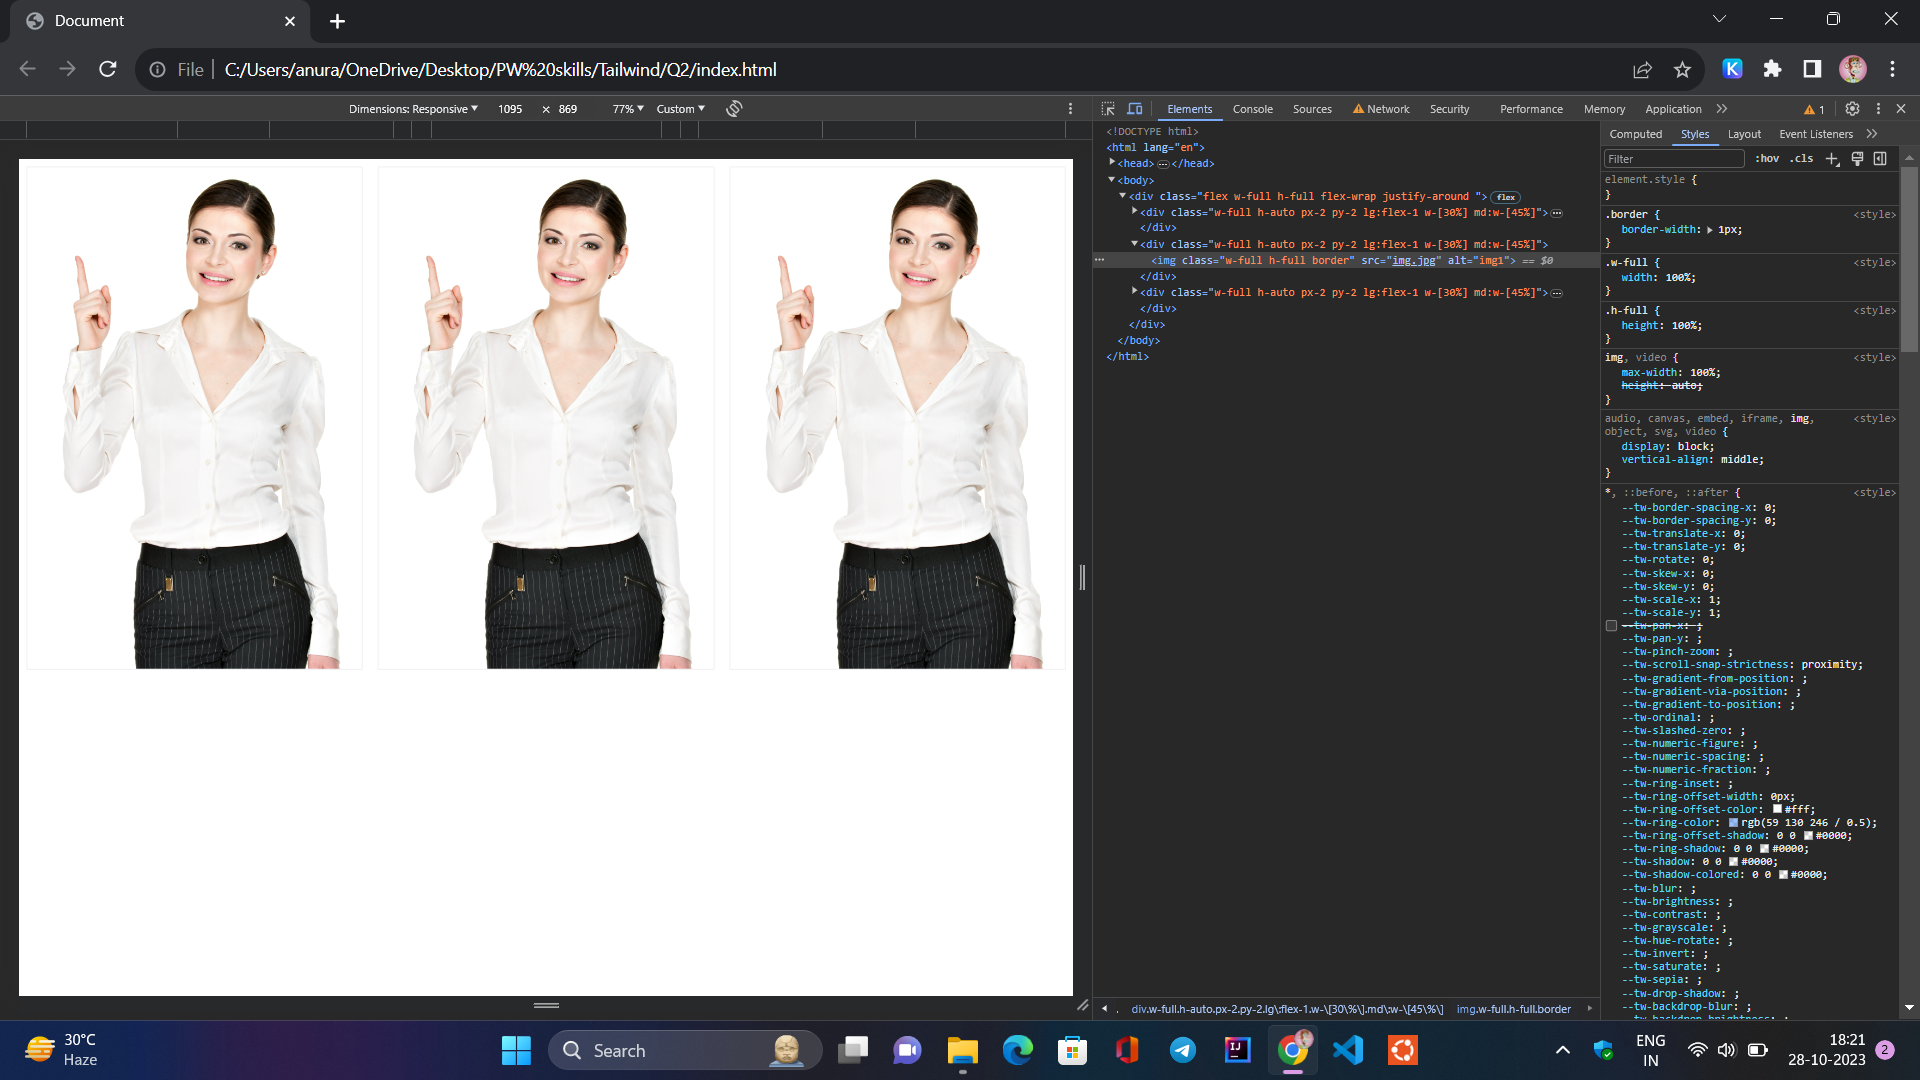 Document
File
C:/Users/anura/OneDrive/Desktop/PW%20skills/Tailwind/Q2/index.html
Dimensions: Responsive 1095 × 869 77% Custom
Elements Console Sources Network Security Performance Memory Application 1
<!DOCTYPE html>
<html lang="en">
<head> </head>
<body>
<div class="flex w-full h-full flex-wrap justify-around "> flex
<div class="w-full h-auto px-2 py-2 lg:flex-1 w-[30%] md:w-[45%]">
</div>
<div class="w-full h-auto px-2 py-2 lg:flex-1 w-[30%] md:w-[45%]">
<img class="w-full h-full border" src="img.jpg" alt="img1"> == $0
</div>
<div class="w-full h-auto px-2 py-2 lg:flex-1 w-[30%] md:w-[45%]">
</div>
</div>
</body>
</html>
div.w-full.h-auto.px-2.py-2.lg\:flex-1.w-\[30\%\].md\:w-\[45\%\] img.w-full.h-full.border
Computed Styles Layout Event Listeners
Filter :hov .cls
element.style {
}
.border { <style>
border-width: 1px;
}
.w-full { <style>
width: 100%;
}
.h-full { <style>
height: 100%;
}
img, video { <style>
max-width: 100%;
height: auto;
}
audio, canvas, embed, iframe, img, <style>
object, svg, video {
display: block;
vertical-align: middle;
}
*, ::before, ::after { <style>
--tw-border-spacing-x: 0;
--tw-border-spacing-y: 0;
--tw-translate-x: 0;
--tw-translate-y: 0;
--tw-rotate: 0;
--tw-skew-x: 0;
--tw-skew-y: 0;
--tw-scale-x: 1;
--tw-scale-y: 1;
--tw-pan-x: ;
--tw-pan-y: ;
--tw-pinch-zoom: ;
--tw-scroll-snap-strictness: proximity;
--tw-gradient-from-position: ;
--tw-gradient-via-position: ;
--tw-gradient-to-position: ;
--tw-ordinal: ;
--tw-slashed-zero: ;
--tw-numeric-figure: ;
--tw-numeric-spacing: ;
--tw-numeric-fraction: ;
--tw-ring-inset: ;
--tw-ring-offset-width: 0px;
--tw-ring-offset-color: #fff;
--tw-ring-color: rgb(59 130 246 / 0.5);
--tw-ring-offset-shadow: 0 0 #0000;
--tw-ring-shadow: 0 0 #0000;
--tw-shadow: 0 0 #0000;
--tw-shadow-colored: 0 0 #0000;
--tw-blur: ;
--tw-brightness: ;
--tw-contrast: ;
--tw-grayscale: ;
--tw-hue-rotate: ;
--tw-invert: ;
--tw-saturate: ;
--tw-sepia: ;
--tw-drop-shadow: ;
--tw-backdrop-blur: ;
--tw-backdrop-brightness: ;
30°C
Haze
Search
ENG
IN
18:21
28-10-2023
2